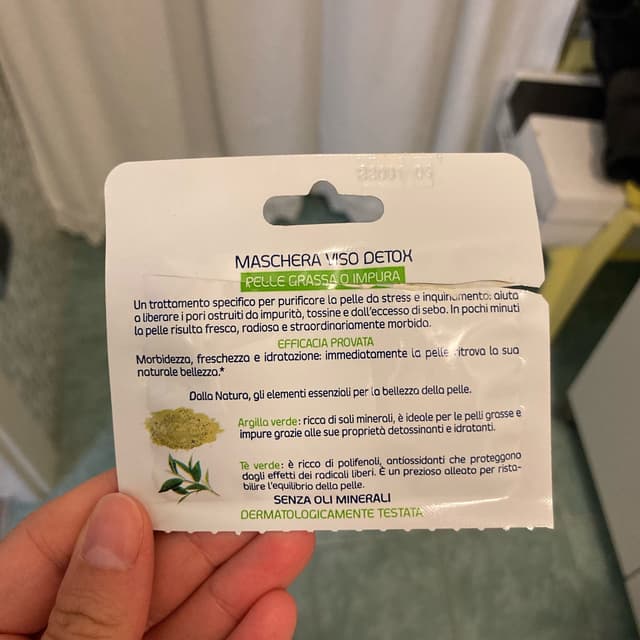 MASCHERA VISO DETOX
PELLE GRASSA O IMPURA
Un trattamento specifico per purificare la pelle da stress e inquinamento: aiuta
a liberare i pori ostruiti da impurità, tossine e dall'eccesso di sebo. In pochi minuti
la pelle risulta fresca, radiosa e straordinariamente morbida.
EFFICACIA PROVATA
Morbidezza, freschezza e idratazione: immediatamente la pelle ritrova la sua
naturale bellezza.*
Dalla Natura, gli elementi essenziali per la bellezza della pelle.
Argilla verde: ricca di sali minerali, è ideale per le pelli grasse e
impure grazie alle sue proprietà detossinanti e idratanti.
Tè verde: è ricco di polifenoli, antiossidanti che proteggono
dagli effetti dei radicali liberi. È un prezioso alleato per rista-
bilire l'equilibrio della pelle.
SENZA OLI MINERALI
DERMATOLOGICAMENTE TESTATA